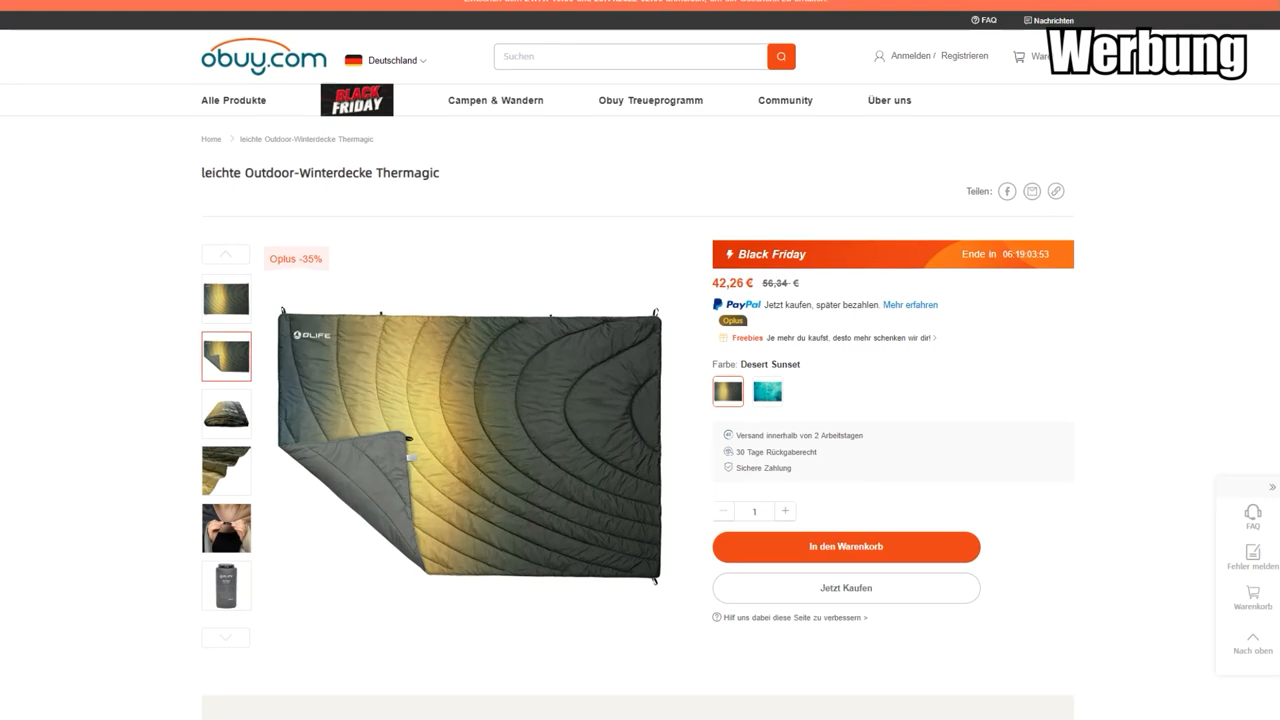 FAQ
Nachrichten
Werbung
obuy.com
Deutschland
Suchen
Anmelden / Registrieren
Alle Produkte
BLACK FRIDAY
Campen & Wandern
Obuy Treueprogramm
Community
Über uns
Home
leichte Outdoor-Winterdecke Thermagic
leichte Outdoor-Winterdecke Thermagic
Teilen:
Oplus -35%
Black Friday
Ende in 06:19:03:53
42,26 € 56,34 €
PayPal Jetzt kaufen, später bezahlen. Mehr erfahren
Oplus
Freebies Je mehr du kaufst, desto mehr schenken wir dir!
Farbe: Desert Sunset
OLIFE
Versand innerhalb von 2 Arbeitstagen
30 Tage Rückgaberecht
Sichere Zahlung
1
In den Warenkorb
Jetzt Kaufen
Hilf uns dabei diese Seite zu verbessern >
FAQ
Fehler melden
Warenkorb
Nach oben